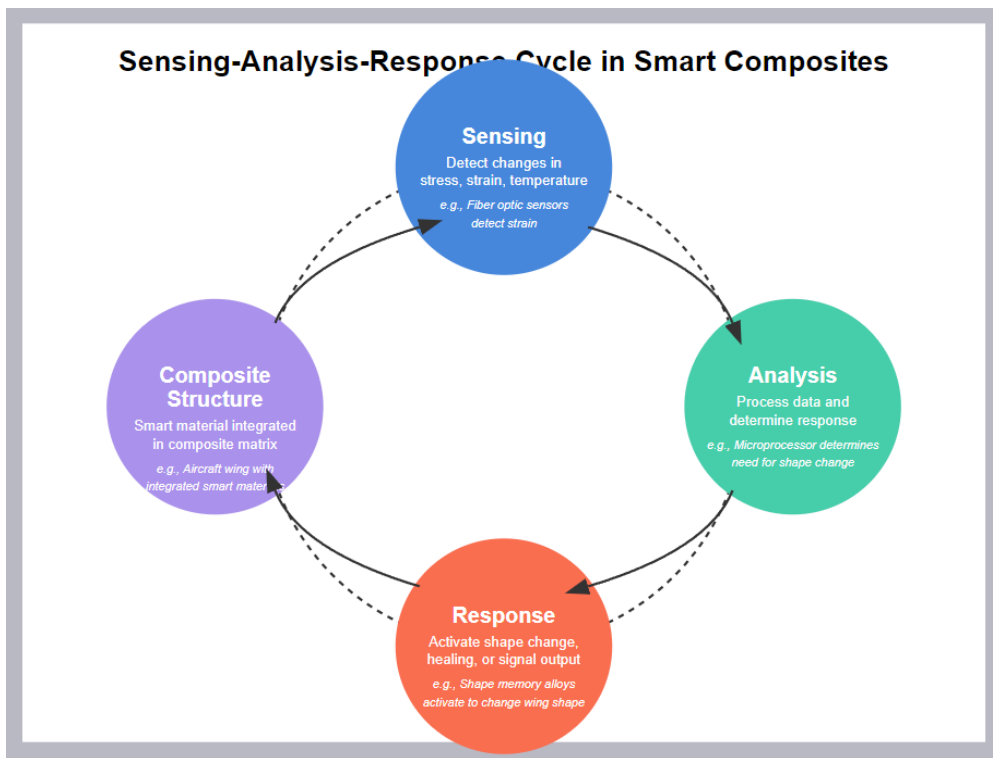 Sensing-Analysis-Response Cycle in Smart Composites
Sensing
Detect changes in
stress, strain, temperature
e.g., Fiber optic sensors
detect strain
Composite
Structure
Smart material integrated
in composite matrix
e.g., Aircraft wing with
integrated smart materials
Analysis
Process data and
determine response
e.g., Microprocessor determines
need for shape change
Response
Activate shape change,
healing, or signal output
e.g., Shape memory alloys
activate to change wing shape